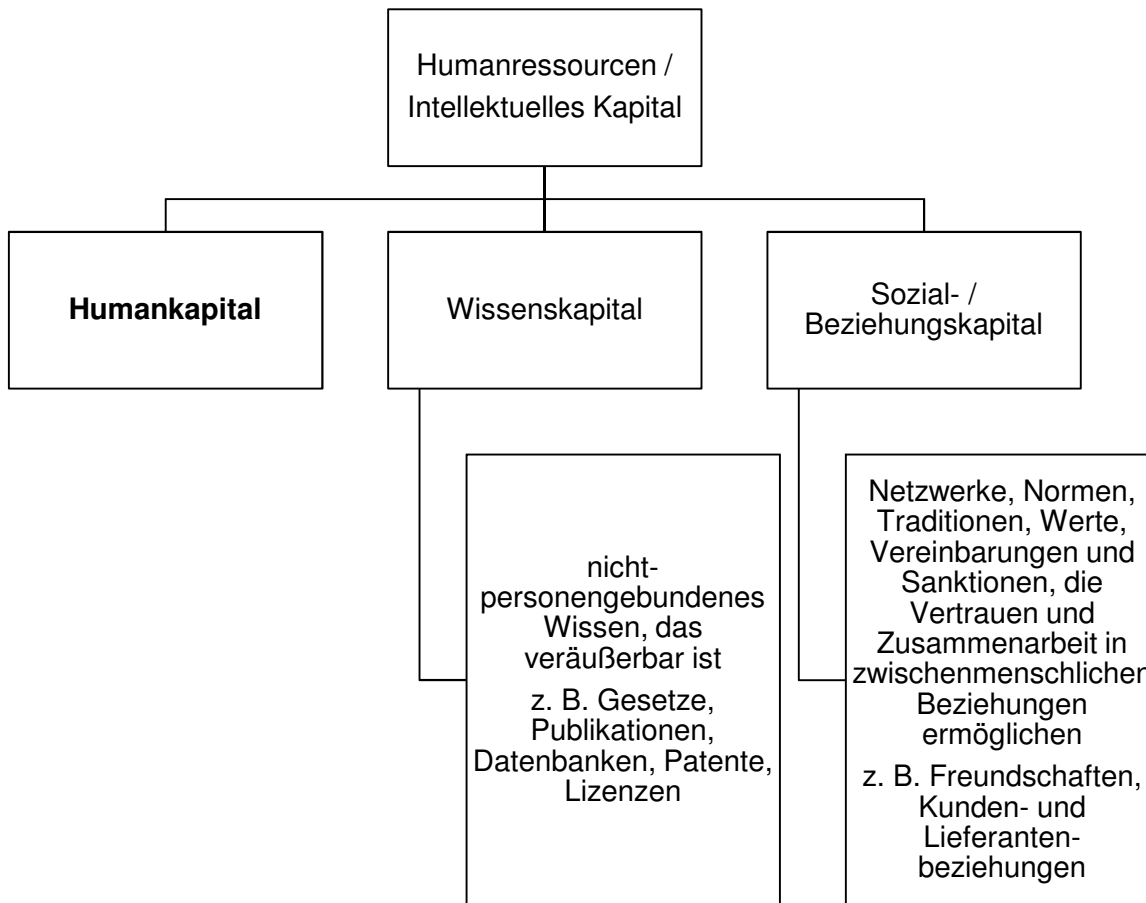 Humanressourcen /
Intellektuelles Kapital
Humankapital
Wissenskapital
Sozial- /
Beziehungskapital
nicht-
personengebundenes
Wissen, das
veräußerbar ist
z. B. Gesetze,
Publikationen,
Datenbanken, Patente,
Lizenzen
Netzwerke, Normen,
Traditionen, Werte,
Vereinbarungen und
Sanktionen, die
Vertrauen und
Zusammenarbeit in
zwischenmenschlichen
Beziehungen
ermöglichen
z. B. Freundschaften,
Kunden- und
Lieferanten-
beziehungen